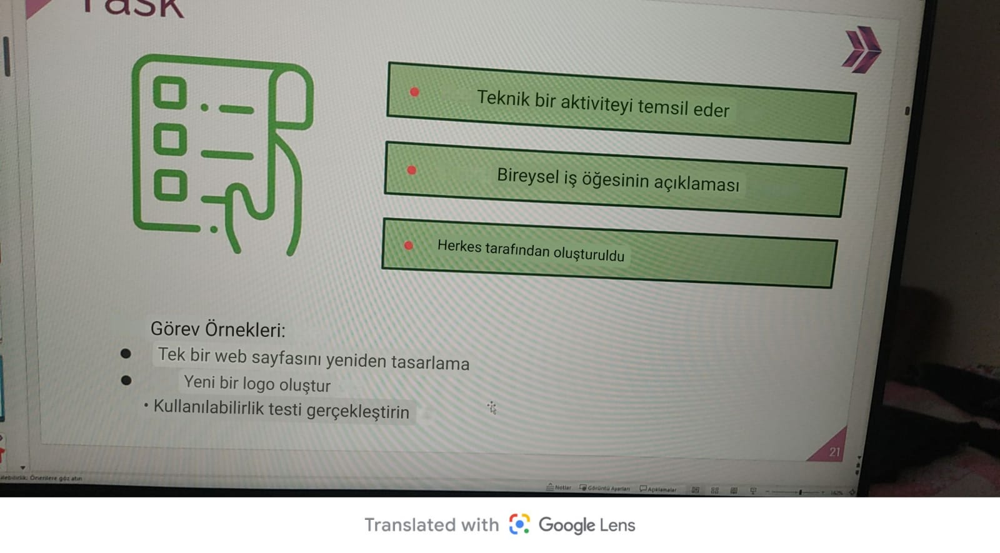 Task
Teknik bir aktiviteyi temsil eder
Bireysel iş öğesinin açıklaması
Herkes tarafından oluşturuldu
Görev Örnekleri:
Tek bir web sayfasını yeniden tasarlama
Yeni bir logo oluştur
• Kullanılabilirlik testi gerçekleştirin
21
Önerilere göz atın
Notlar Görüntü Ayarları Açıklamalar
162%
Translated with Google Lens